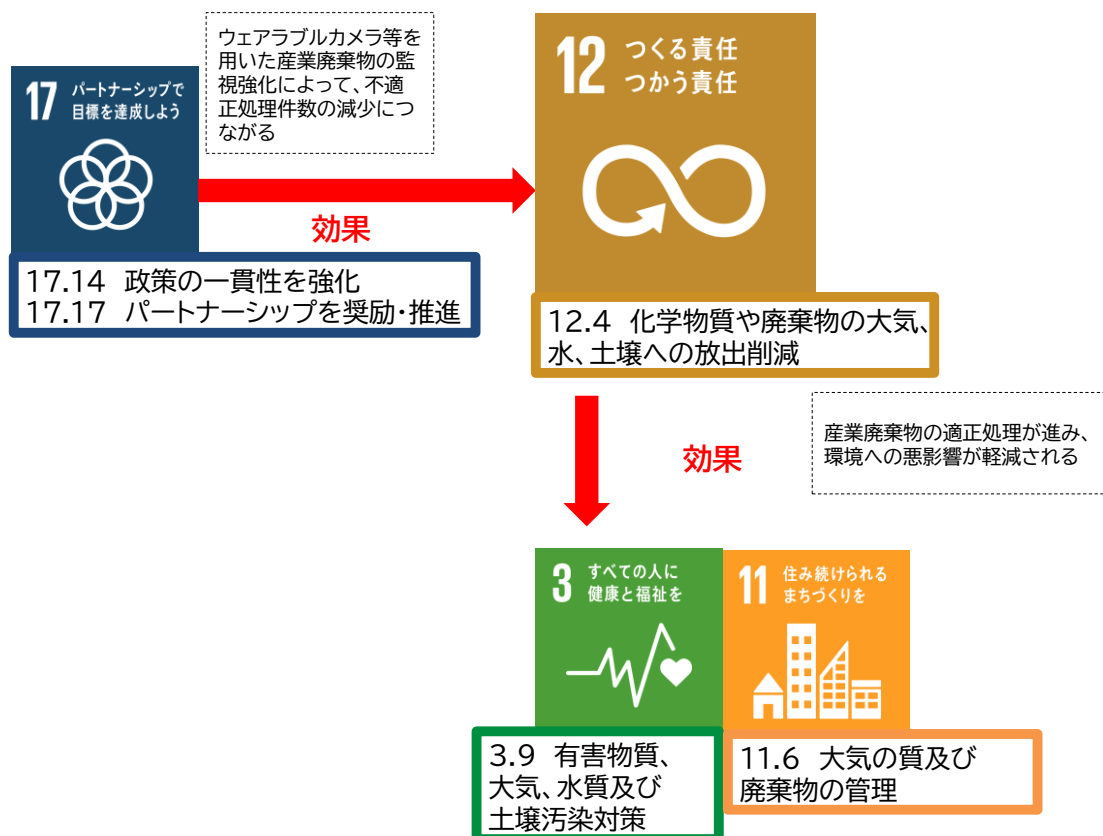 ウェアラブルカメラ等を
用いた産業廃棄物の監
視強化によって、不適
正処理件数の減少につ
ながる
17 パートナーシップで
目標を達成しよう
12 つくる責任
つかう責任
効果
17.14 政策の一貫性を強化
17.17 パートナーシップを奨励・推進
12.4 化学物質や廃棄物の大気、
水、土壌への放出削減
効果
産業廃棄物の適正処理が進み、
環境への悪影響が軽減される
3 すべての人に
健康と福祉を
11 住み続けられる
まちづくりを
3.9 有害物質、
大気、水質及び
土壌汚染対策
11.6 大気の質及び
廃棄物の管理